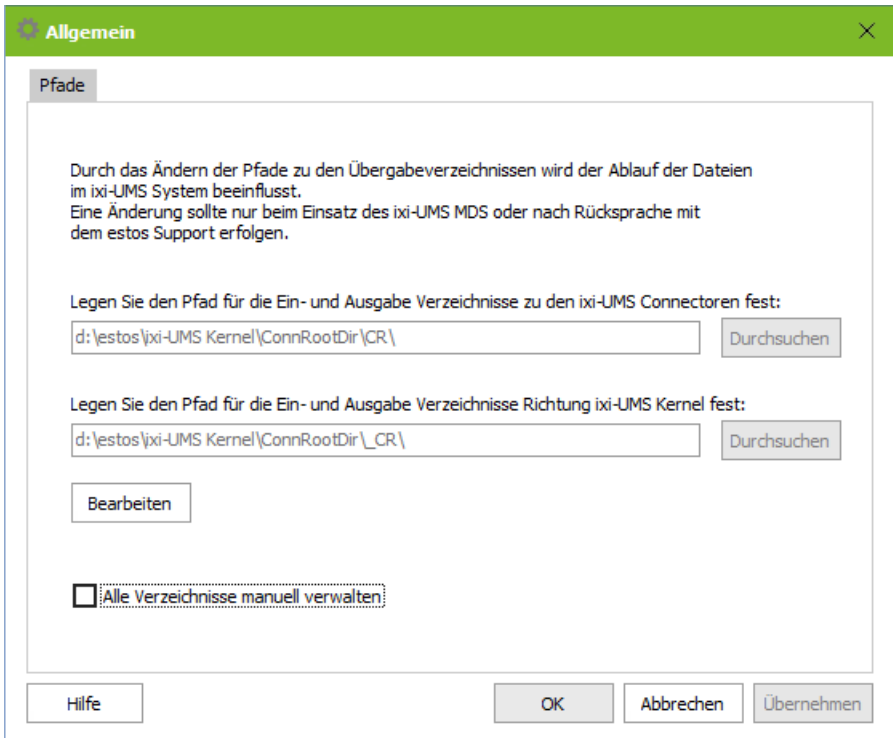 Allgemein
Pfade
Durch das Ändern der Pfade zu den Übergabeverzeichnissen wird der Ablauf der Dateien
im ixi-UMS System beeinflusst.
Eine Änderung sollte nur beim Einsatz des ixi-UMS MDS oder nach Rücksprache mit
dem estos Support erfolgen.
Legen Sie den Pfad für die Ein- und Ausgabe Verzeichnisse zu den ixi-UMS Connectoren fest:
d:\estos\ixi-UMS Kernel\ConnRootDir\CR\
Durchsuchen
Legen Sie den Pfad für die Ein- und Ausgabe Verzeichnisse Richtung ixi-UMS Kernel fest:
d:\estos\ixi-UMS Kernel\ConnRootDir\_CR\
Durchsuchen
Bearbeiten
Alle Verzeichnisse manuell verwalten
Hilfe
OK
Abbrechen
Übernehmen